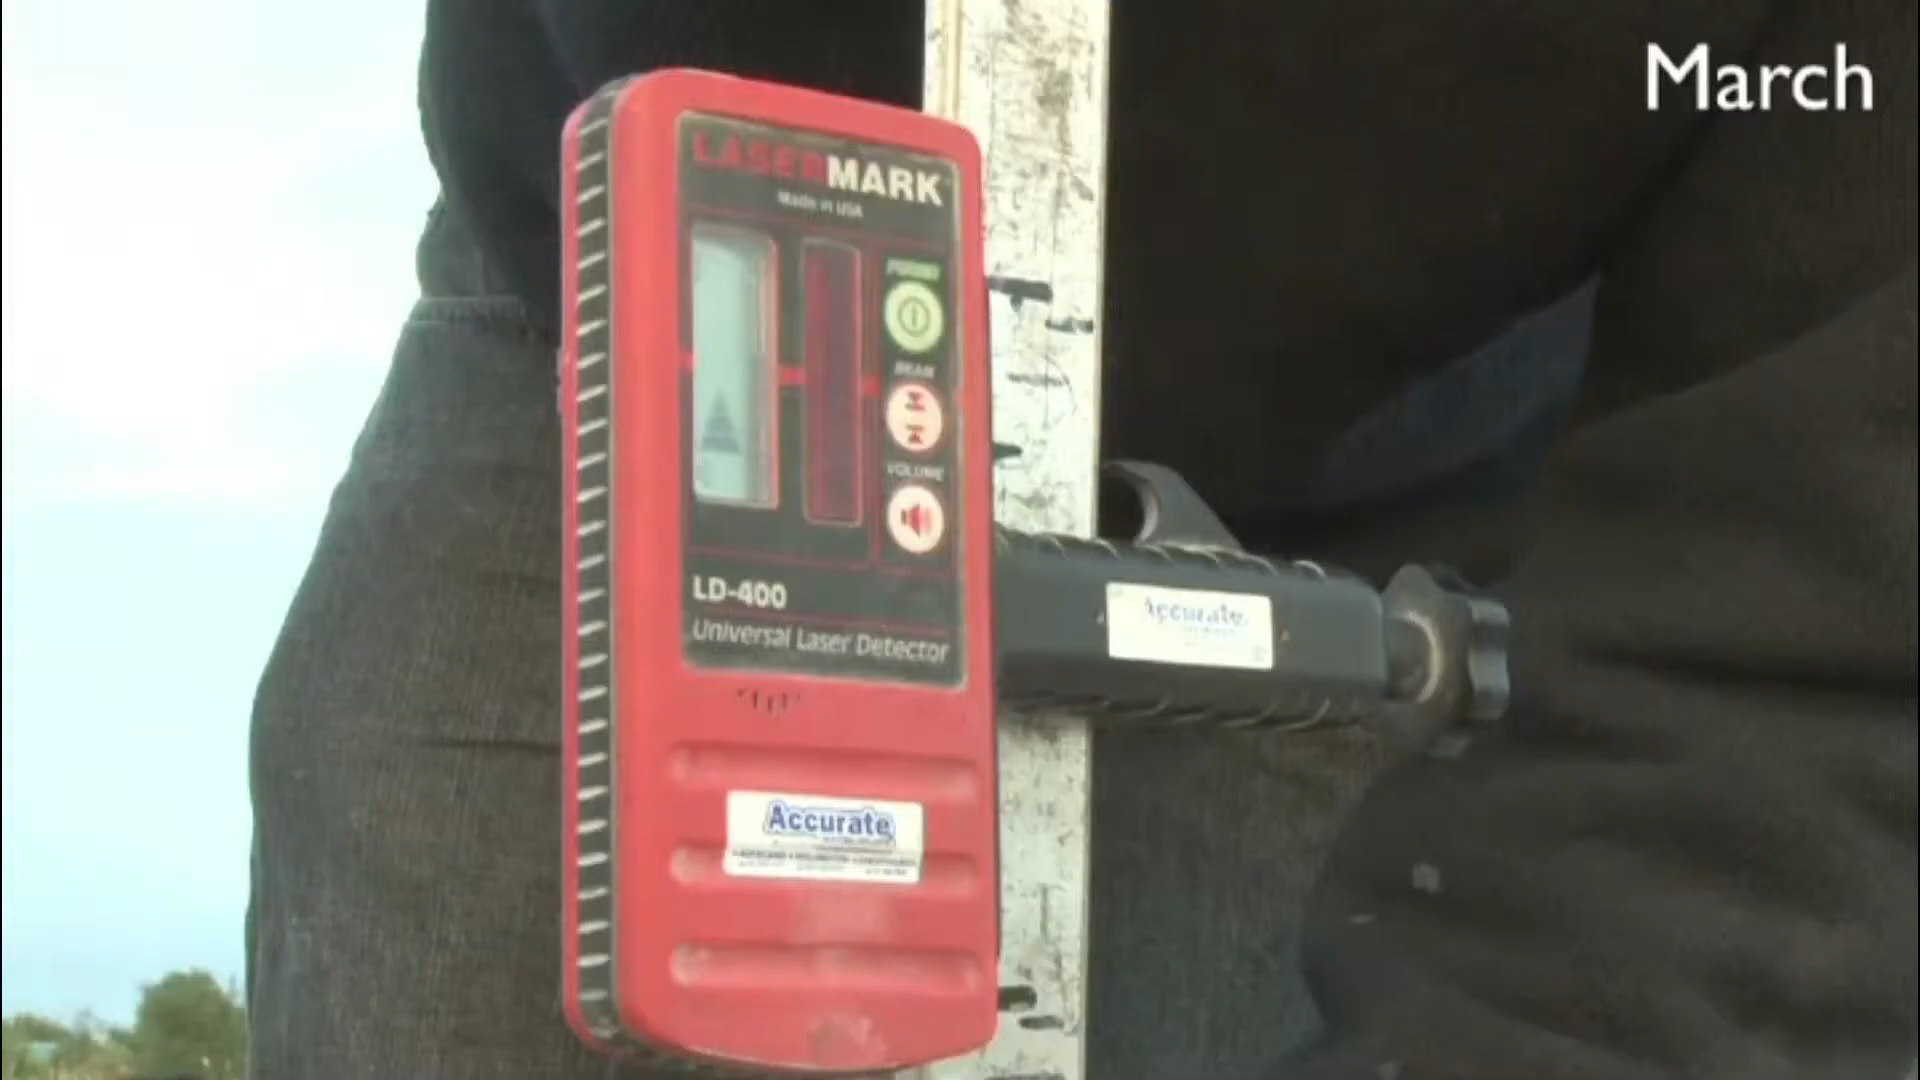 March
LASERMARK
Made in USA
POWER
BEAM
VOLUME
LD-400
Universal Laser Detector
Accurate
Accurate